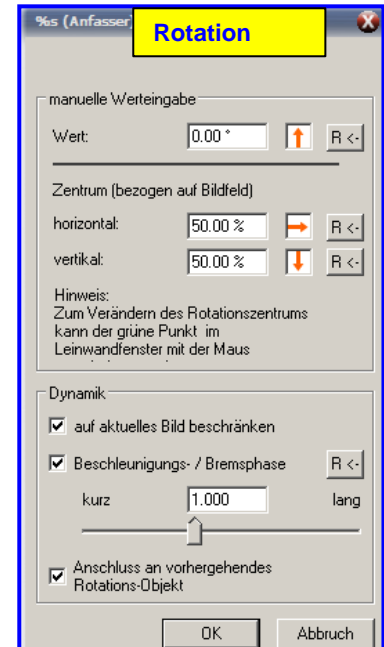 %s (Anfasser)
Rotation
manuelle Werteingabe
Wert: 0.00 ° R <-
Zentrum (bezogen auf Bildfeld)
horizontal: 50.00 % R <-
vertikal: 50.00 % R <-
Hinweis:
Zum Verändern des Rotationszentrums
kann der grüne Punkt im
Leinwandfenster mit der Maus
Dynamik
auf aktuelles Bild beschränken
Beschleunigungs- / Bremsphase R <-
kurz 1.000 lang
Anschluss an vorhergehendes
Rotations-Objekt
OK Abbruch